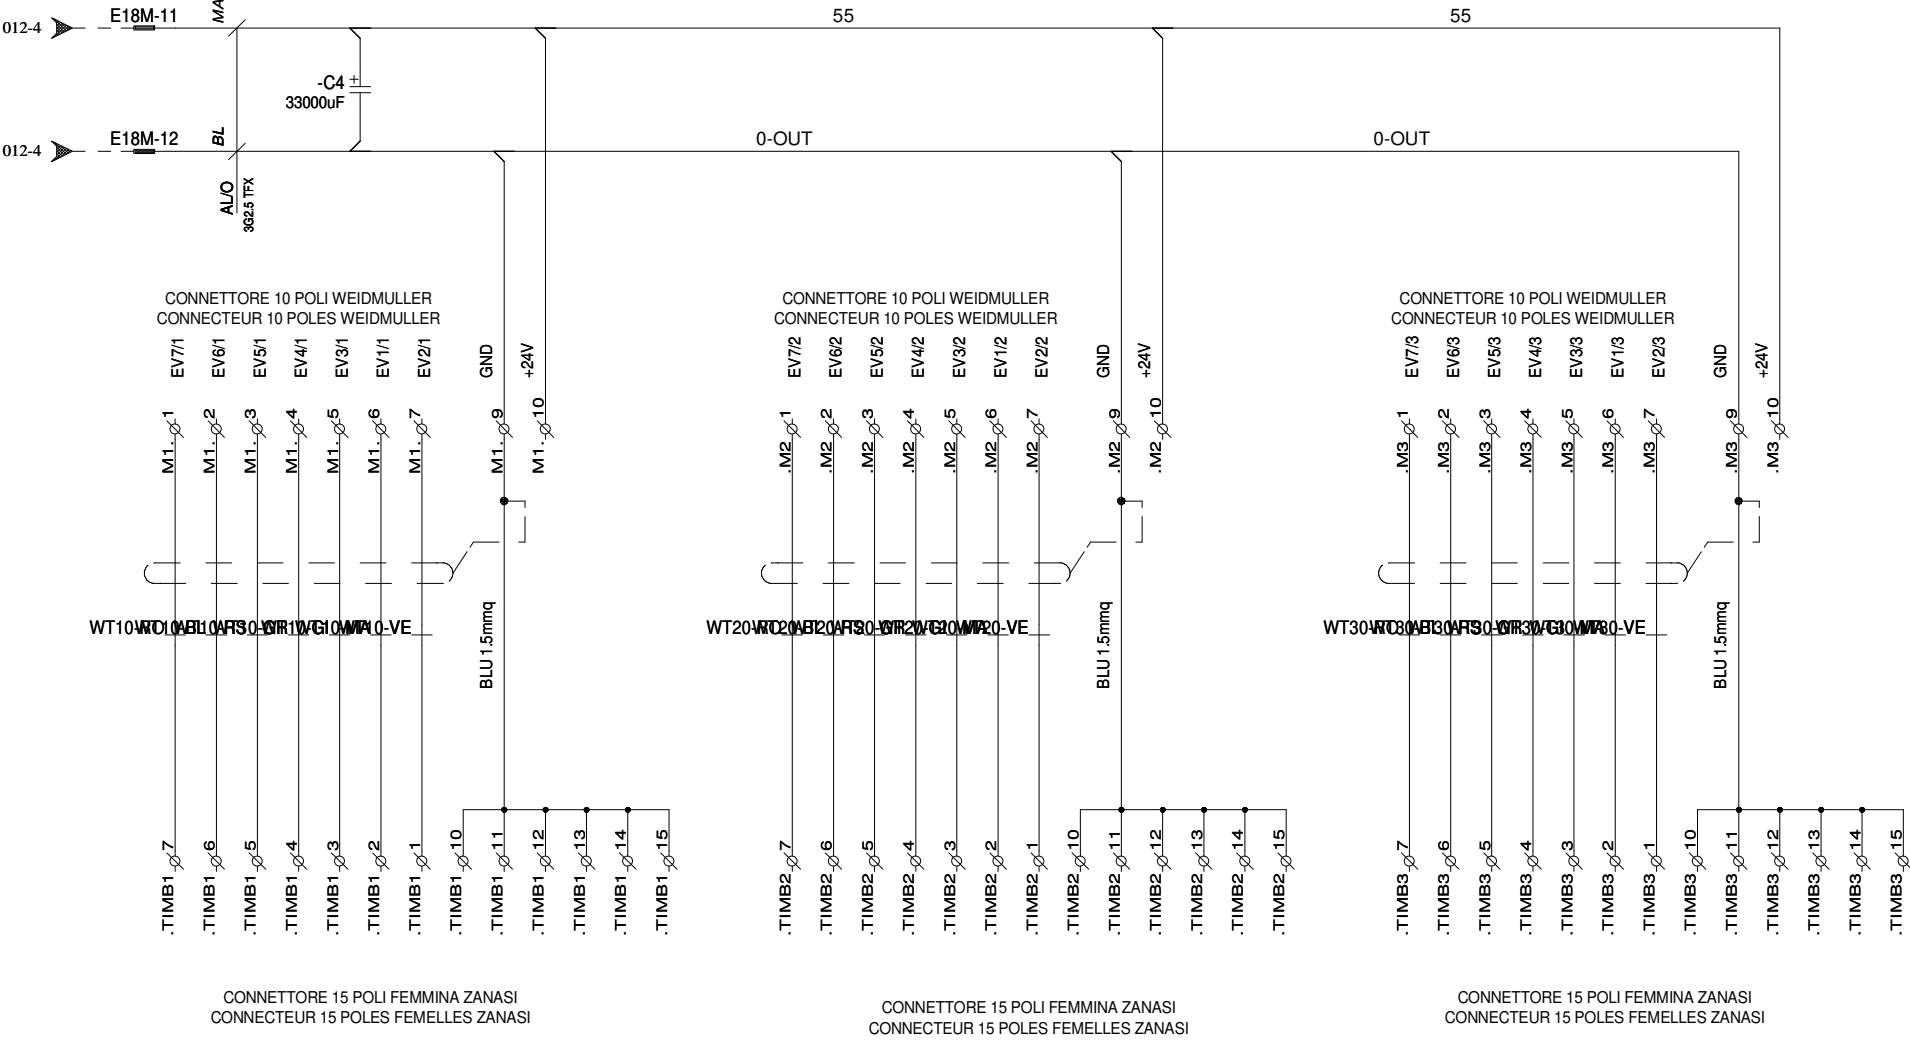 012-4
E18M-11
MA
55
55
-C4
+
33000uF
012-4
E18M-12
BL
0-OUT
0-OUT
AL/O
3G2.5 TFX
CONNETTORE 10 POLI WEIDMULLER
CONNECTEUR 10 POLES WEIDMULLER
CONNETTORE 10 POLI WEIDMULLER
CONNECTEUR 10 POLES WEIDMULLER
CONNETTORE 10 POLI WEIDMULLER
CONNECTEUR 10 POLES WEIDMULLER
EV7/1
EV6/1
EV5/1
EV4/1
EV3/1
EV1/1
EV2/1
GND
+24V
EV7/2
EV6/2
EV5/2
EV4/2
EV3/2
EV1/2
EV2/2
GND
+24V
EV7/3
EV6/3
EV5/3
EV4/3
EV3/3
EV1/3
EV2/3
GND
+24V
M1. 1
M1. 2
M1. 3
M1. 4
M1. 5
M1. 6
M1. 7
M1. 9
M1. 10
.M2 1
.M2 2
.M2 3
.M2 4
.M2 5
.M2 6
.M2 7
.M2 9
.M2 10
.M3 1
.M3 2
.M3 3
.M3 4
.M3 5
.M3 6
.M3 7
.M3 9
.M3 10
BLU 1.5mmq
BLU 1.5mmq
BLU 1.5mmq
.TIMB1 7
.TIMB1 6
.TIMB1 5
.TIMB1 4
.TIMB1 3
.TIMB1 2
.TIMB1 1
.TIMB1 10
.TIMB1 11
.TIMB1 12
.TIMB1 13
.TIMB1 14
.TIMB1 15
.TIMB2 7
.TIMB2 6
.TIMB2 5
.TIMB2 4
.TIMB2 3
.TIMB2 2
.TIMB2 1
.TIMB2 10
.TIMB2 11
.TIMB2 12
.TIMB2 13
.TIMB2 14
.TIMB2 15
.TIMB3 7
.TIMB3 6
.TIMB3 5
.TIMB3 4
.TIMB3 3
.TIMB3 2
.TIMB3 1
.TIMB3 10
.TIMB3 11
.TIMB3 12
.TIMB3 13
.TIMB3 14
.TIMB3 15
CONNETTORE 15 POLI FEMMINA ZANASI
CONNECTEUR 15 POLES FEMELLES ZANASI
CONNETTORE 15 POLI FEMMINA ZANASI
CONNECTEUR 15 POLES FEMELLES ZANASI
CONNETTORE 15 POLI FEMMINA ZANASI
CONNECTEUR 15 POLES FEMELLES ZANASI